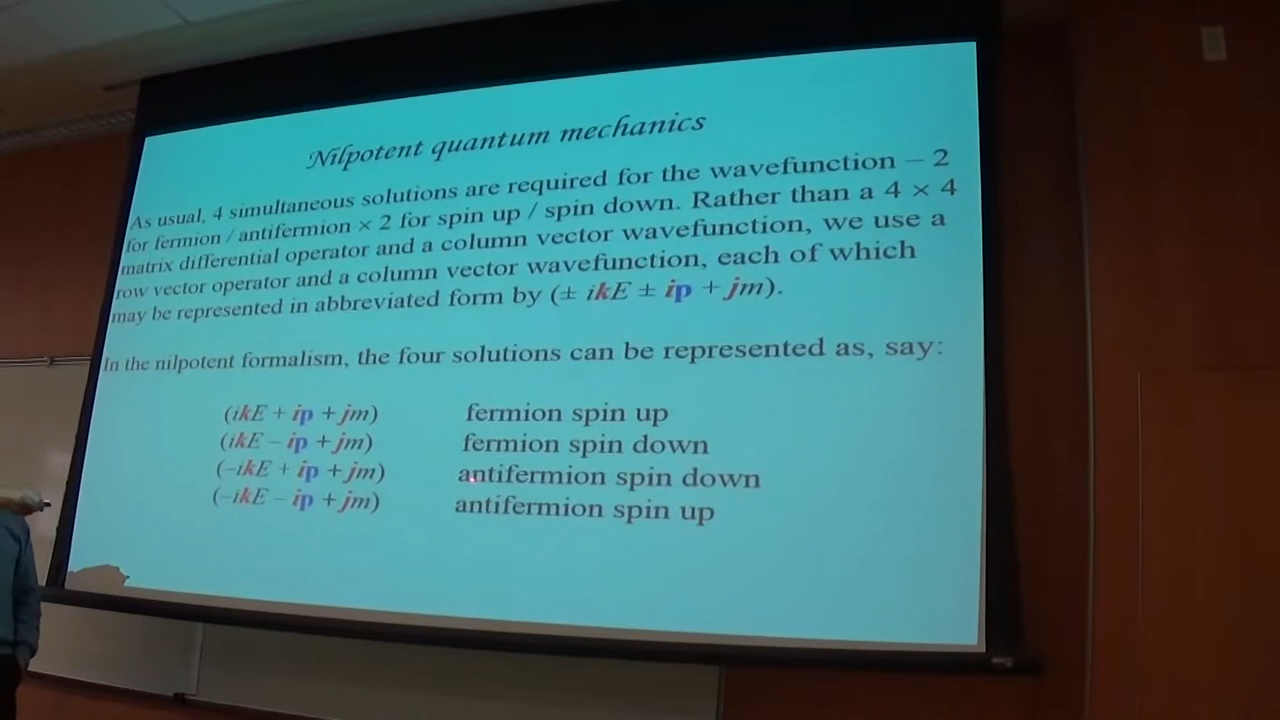 Nilpotent quantum mechanics
As usual, 4 simultaneous solutions are required for the wavefunction – 2
for fermion / antifermion × 2 for spin up / spin down. Rather than a 4 × 4
matrix differential operator and a column vector wavefunction, we use a
row vector operator and a column vector wavefunction, each of which
may be represented in abbreviated form by (± ikE ± ip + jm).
In the nilpotent formalism, the four solutions can be represented as, say:
(ikE + ip + jm) fermion spin up
(ikE – ip + jm) fermion spin down
(–ikE + ip + jm) antifermion spin down
(–ikE – ip + jm) antifermion spin up